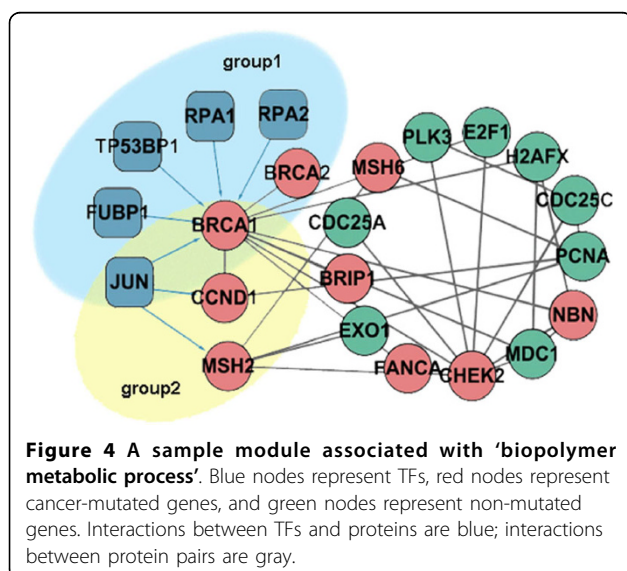 group1
RPA1
RPA2
TP53BP1
BRCA2
PLK3
E2F1
MSH6
H2AFX
CDC25C
FUBP1
BRCA1
CDC25A
PCNA
JUN
CCND1
BRIP1
NBN
EXO1
MDC1
MSH2
FANCA
CHEK2
group2
Figure 4 A sample module associated with ‘biopolymer
metabolic process’. Blue nodes represent TFs, red nodes represent
cancer-mutated genes, and green nodes represent non-mutated
genes. Interactions between TFs and proteins are blue; interactions
between protein pairs are gray.